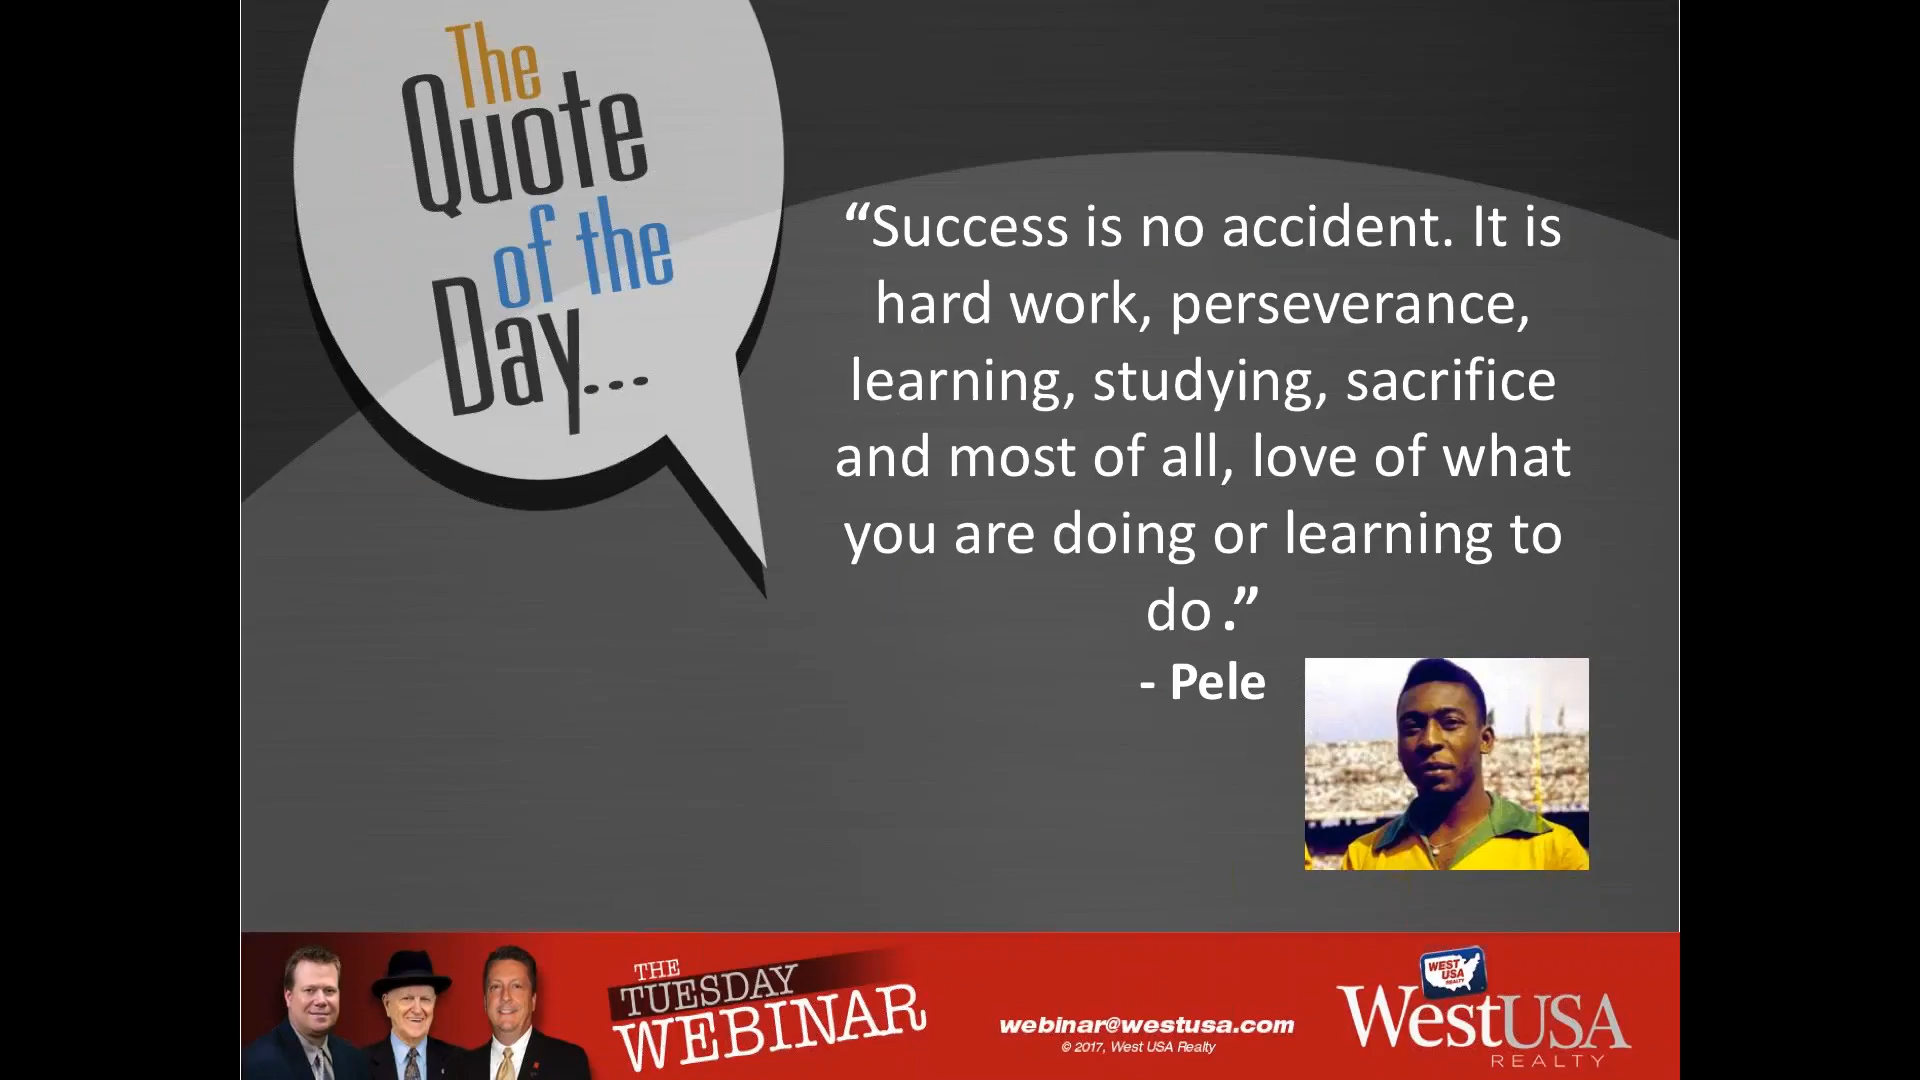 The
Quote
of the
Day...
“Success is no accident. It is
hard work, perseverance,
learning, studying, sacrifice
and most of all, love of what
you are doing or learning to
do .”
- Pele
THE
TUESDAY
WEBINAR
webinar@westusa.com
© 2017, West USA Realty
WEST
USA
REALTY
WestUSA
REALTY